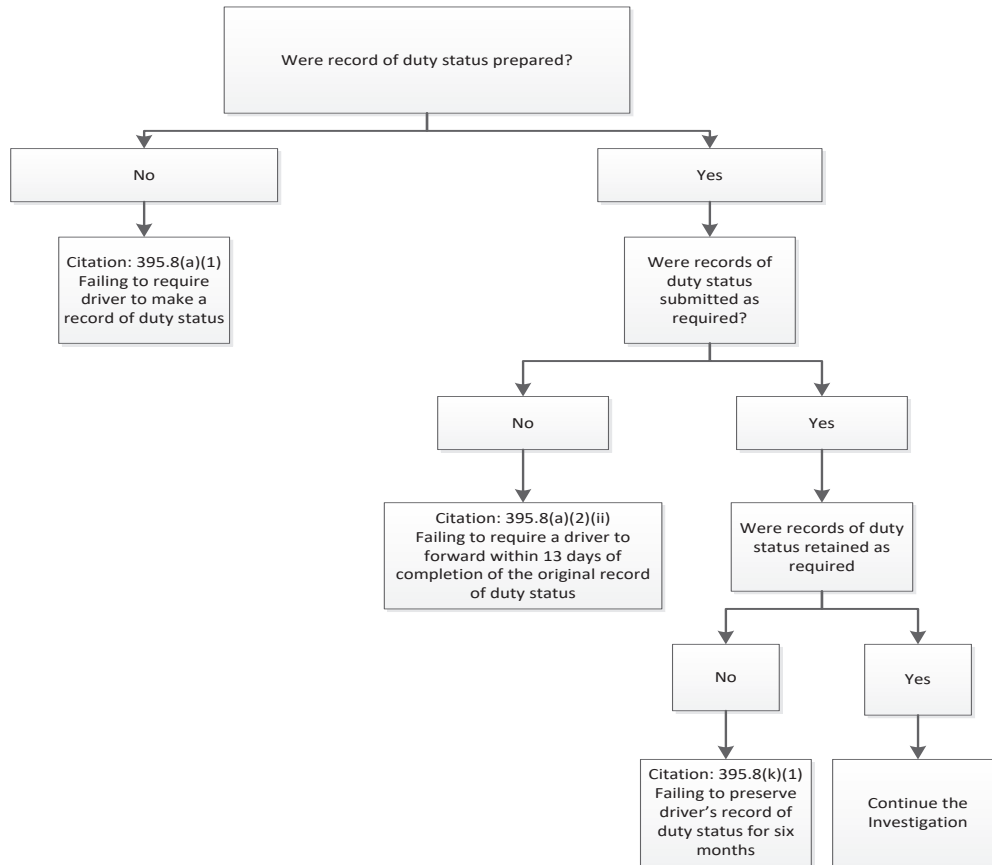 Were record of duty status prepared?
No
Yes
Citation: 395.8(a)(1)
Failing to require
driver to make a
record of duty status
Were records of
duty status
submitted as
required?
No
Yes
Citation: 395.8(a)(2)(ii)
Failing to require a driver to
forward within 13 days of
completion of the original record
of duty status
Were records of duty
status retained as
required
No
Yes
Citation: 395.8(k)(1)
Failing to preserve
driver’s record of
duty status for six
months
Continue the
Investigation